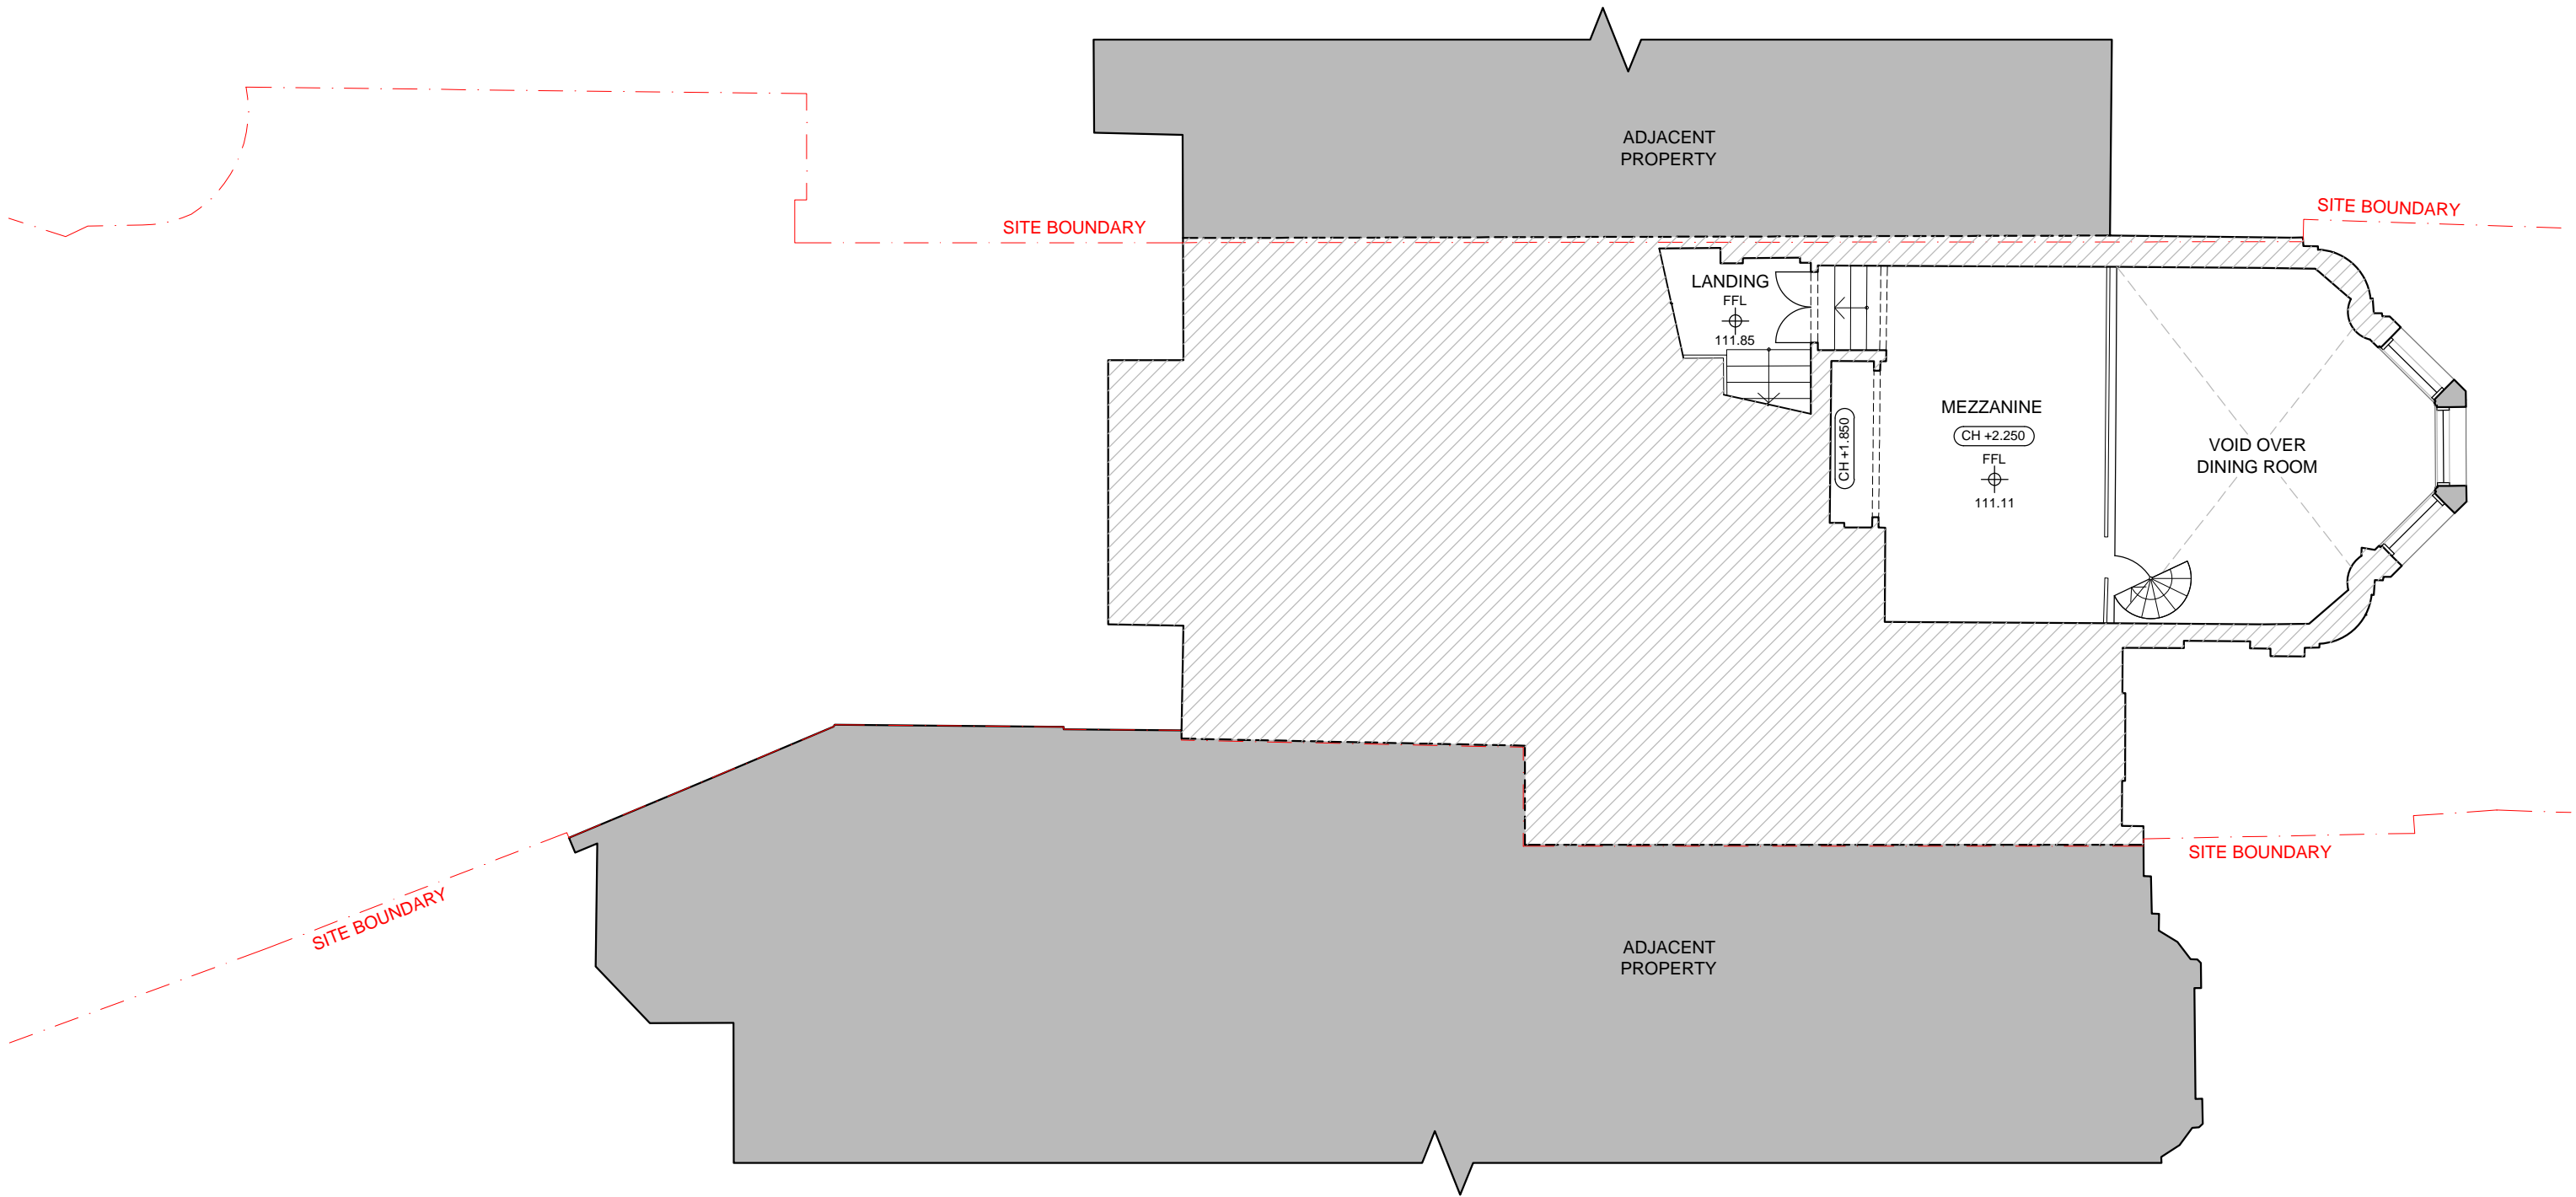 ADJACENT
PROPERTY
SITE BOUNDARY
SITE BOUNDARY
LANDING
FFL
111.85
MEZZANINE
CH +2.250
FFL
111.11
CH +1.850
VOID OVER
DINING ROOM
SITE BOUNDARY
SITE BOUNDARY
ADJACENT
PROPERTY